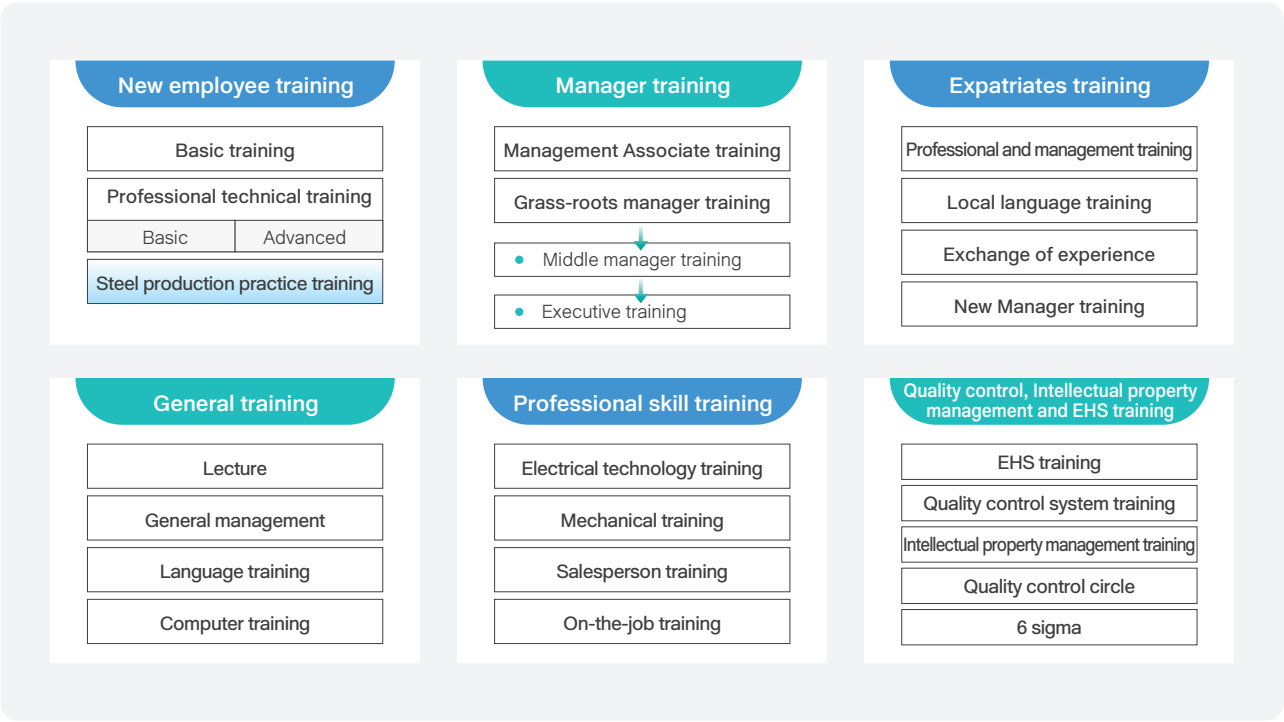 New employee training
Basic training
Professional technical training
Basic
Advanced
Steel production practice training
Manager training
Management Associate training
Grass-roots manager training
Middle manager training
Executive training
Expatriates training
Professional and management training
Local language training
Exchange of experience
New Manager training
General training
Lecture
General management
Language training
Computer training
Professional skill training
Electrical technology training
Mechanical training
Salesperson training
On-the-job training
Quality control, Intellectual property
management and EHS training
EHS training
Quality control system training
Intellectual property management training
Quality control circle
6 sigma